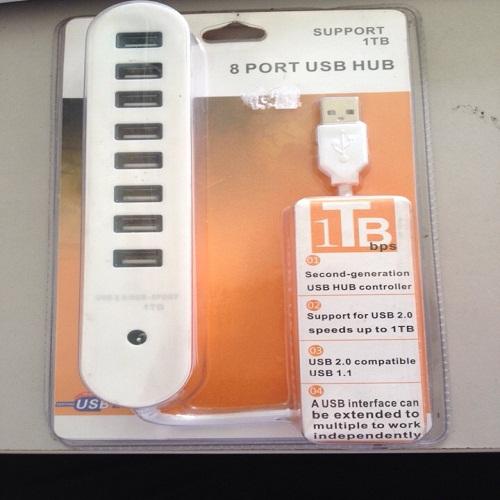 SUPPORT
1TB
8 PORT USB HUB
1TB
bps
01
Second-generation
USB HUB controller
02
Support for USB 2.0
speeds up to 1TB
03
USB 2.0 compatible
USB 1.1
04
A USB interface can
be extended to
multiple to work
independently
1TB
USB